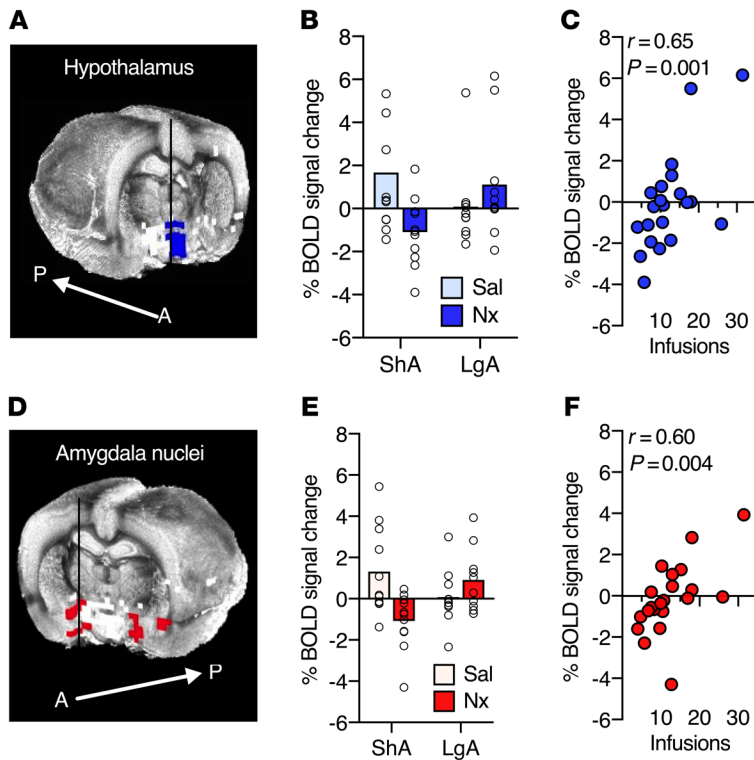 A
Hypothalamus
P
A
B
% BOLD signal change
8
6
4
2
0
-2
-4
-6
Sal
Nx
ShA LgA
C
% BOLD signal change
8
6
4
2
0
-2
-4
-6
r = 0.65
P = 0.001
10 20 30
Infusions
D
Amygdala nuclei
A
P
E
% BOLD signal change
8
6
4
2
0
-2
-4
-6
Sal
Nx
ShA LgA
F
% BOLD signal change
8
6
4
2
0
-2
-4
-6
r = 0.60
P = 0.004
10 20 30
Infusions